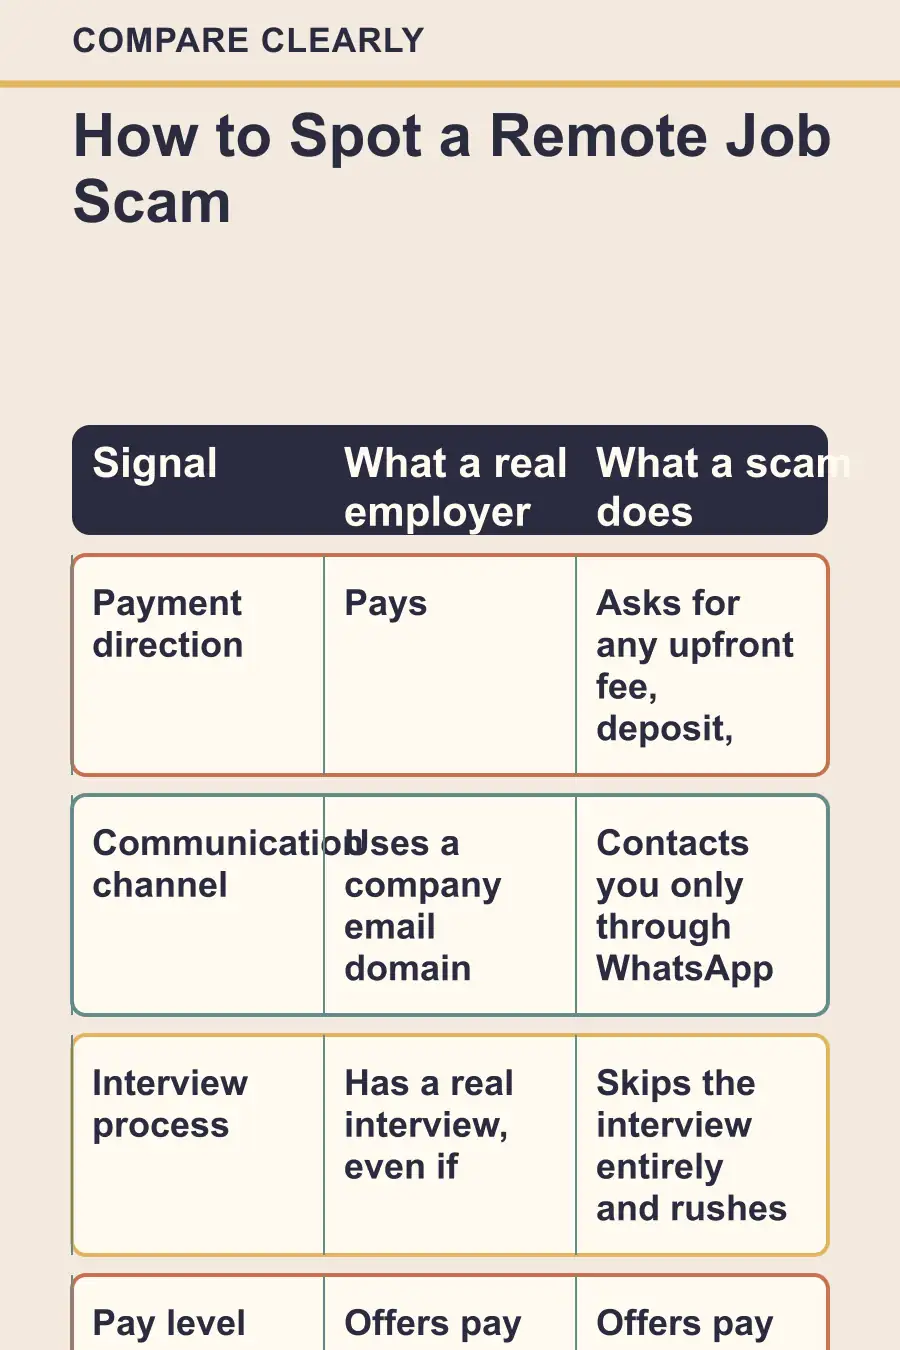 COMPARE CLEARLY
How to Spot a Remote Job
Scam
Signal
What a real
employer
What a scam
does
Payment
direction
Pays
Asks for
any upfront
fee,
deposit,
Communication
channel
Uses a
company
email
domain
Contacts
you only
through
WhatsApp
Interview
process
Has a real
interview,
even if
Skips the
interview
entirely
and rushes
Pay level
Offers pay
Offers pay